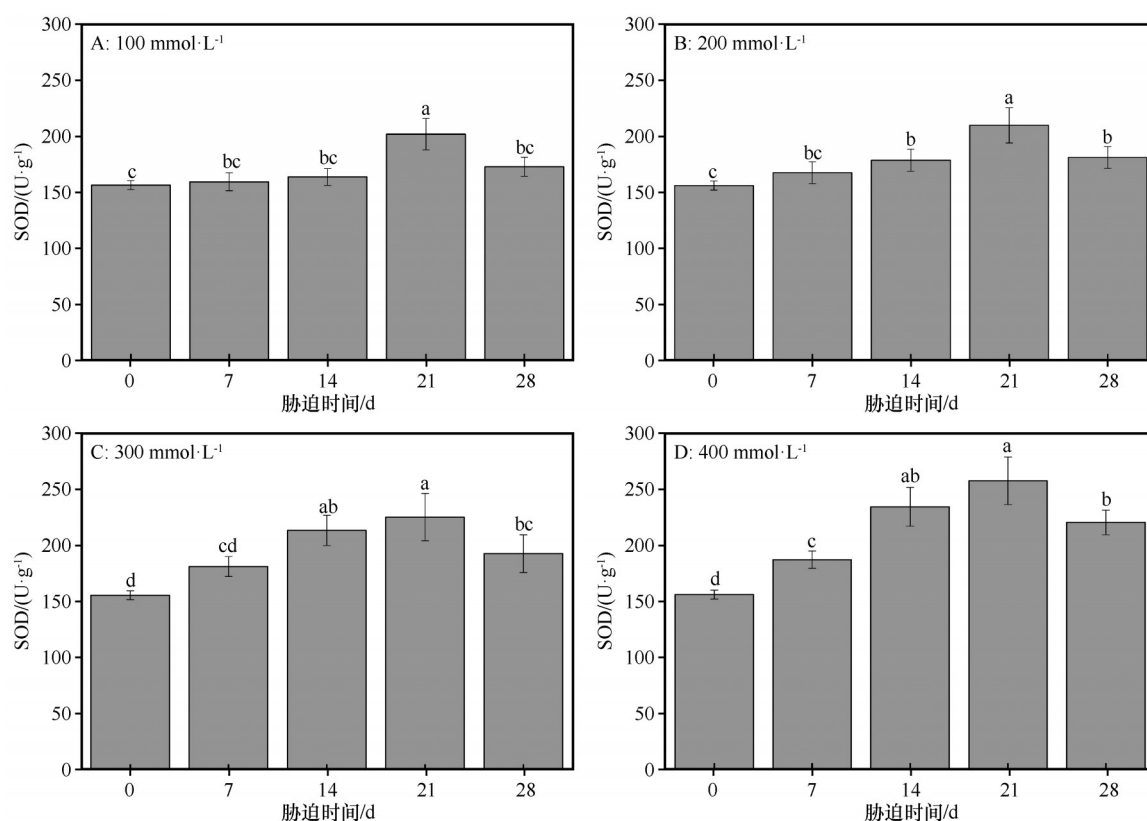 A: 100 mmol·L⁻¹
SOD/(U·g⁻¹)
300
250
200
150
100
50
0
c
bc
bc
a
bc
0 7 14 21 28
胁迫时间/d
B: 200 mmol·L⁻¹
SOD/(U·g⁻¹)
300
250
200
150
100
50
0
c
bc
b
a
b
0 7 14 21 28
胁迫时间/d
C: 300 mmol·L⁻¹
SOD/(U·g⁻¹)
300
250
200
150
100
50
0
d
cd
ab
a
bc
0 7 14 21 28
胁迫时间/d
D: 400 mmol·L⁻¹
SOD/(U·g⁻¹)
300
250
200
150
100
50
0
d
c
ab
a
b
0 7 14 21 28
胁迫时间/d